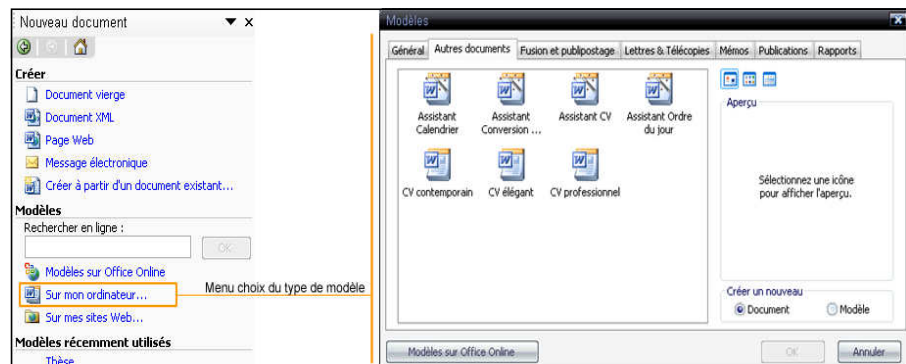 Nouveau document
Créer
Document vierge
Document XML
Page Web
Message électronique
Créer à partir d'un document existant...
Modèles
Rechercher en ligne :
OK
Modèles sur Office Online
Sur mon ordinateur...
Sur mes sites Web...
Modèles récemment utilisés
Thèse
Menu choix du type de modèle
Modèles
Général Autres documents Fusion et publipostage Lettres & Télécopies Mémos Publications Rapports
Assistant Calendrier
Assistant Conversion ...
Assistant CV
Assistant Ordre du jour
CV contemporain
CV élégant
CV professionnel
Aperçu
Sélectionnez une icône
pour afficher l'aperçu.
Créer un nouveau
Document Modèle
Modèles sur Office Online
OK
Annuler